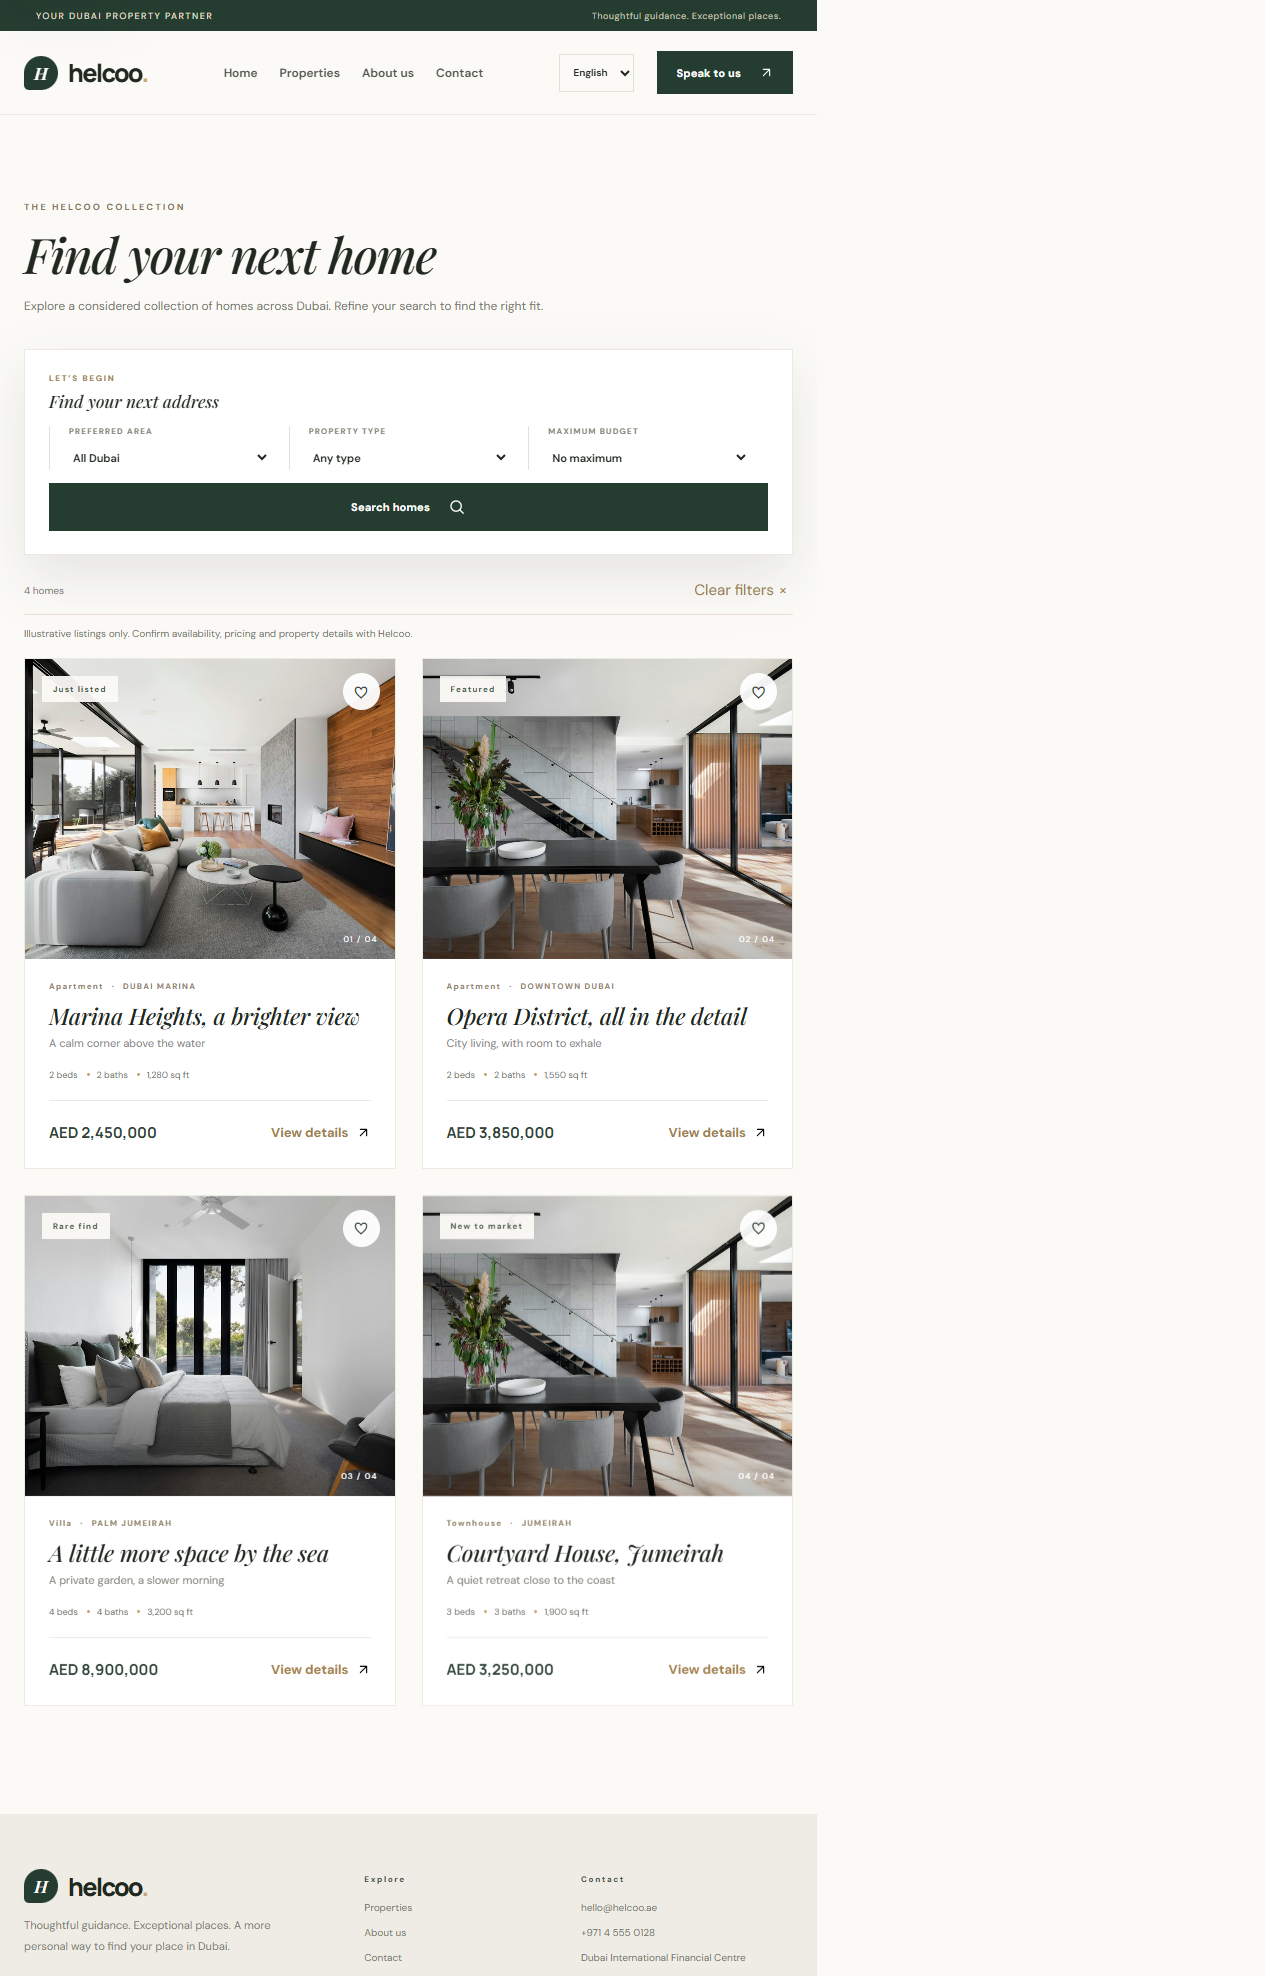 YOUR DUBAI PROPERTY PARTNER
Thoughtful guidance. Exceptional places.
H helcoo.
Home Properties About us Contact
English
Speak to us
THE HELCOO COLLECTION
Find your next home
Explore a considered collection of homes across Dubai. Refine your search to find the right fit.
LET'S BEGIN
Find your next address
PREFERRED AREA PROPERTY TYPE MAXIMUM BUDGET
All Dubai Any type No maximum
Search homes
4 homes
Clear filters ×
Illustrative listings only. Confirm availability, pricing and property details with Helcoo.
Just listed
01 / 04
Apartment · DUBAI MARINA
Marina Heights, a brighter view
A calm corner above the water
2 beds • 2 baths • 1,280 sq ft
AED 2,450,000 View details
Featured
02 / 04
Apartment · DOWNTOWN DUBAI
Opera District, all in the detail
City living, with room to exhale
2 beds • 2 baths • 1,550 sq ft
AED 3,850,000 View details
Rare find
03 / 04
Villa · PALM JUMEIRAH
A little more space by the sea
A private garden, a slower morning
4 beds • 4 baths • 3,200 sq ft
AED 8,900,000 View details
New to market
04 / 04
Townhouse · JUMEIRAH
Courtyard House, Jumeirah
A quiet retreat close to the coast
3 beds • 3 baths • 1,900 sq ft
AED 3,250,000 View details
H helcoo.
Thoughtful guidance. Exceptional places. A more
personal way to find your place in Dubai.
Explore
Properties
About us
Contact
Contact
hello@helcoo.ae
+971 4 555 0128
Dubai International Financial Centre